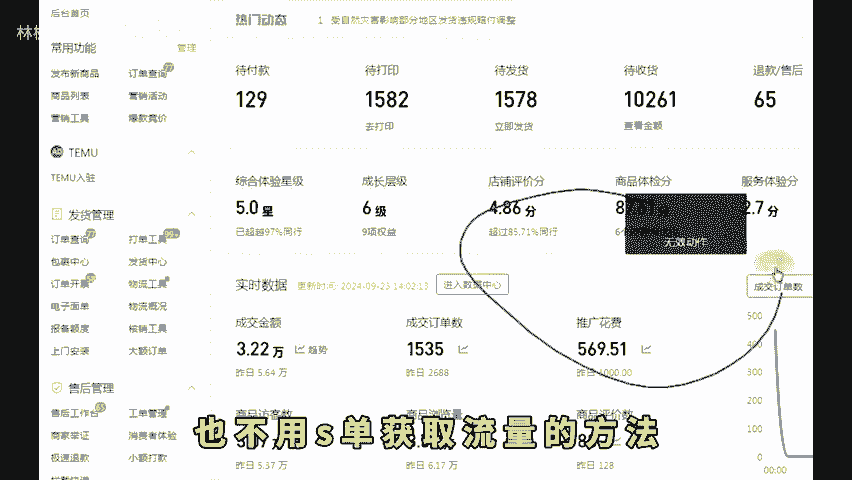 后台首页
热门动态
1 受自然灾害影响部分地区发货违规赔付调整
林
常用功能 管理
发布新商品 订单查询 77
商品列表 营销活动
营销工具 爆款竞价
TEMU
TEMU入驻
发货管理
订单查询 77 打单工具 99+
包裹中心 发货中心
订单开票 物流工具
电子面单 物流概况
报备额度 核销工具
上门安装 大额订单
售后管理
售后工作台 工单管理
商家举证 消费者体验
极速退款 小额打款
待付款 待打印 待发货 待收货 退款/售后
129 1582 1578 10261 65
去打印 立即发货 查看金额
综合体验星级 成长层级 店铺评价分 商品体检分 服务体验分
5.0 星 6 级 4.86 分 2.7 分
已超越97%同行 9项权益 超过85.71%同行
无效动作
实时数据 更新时间 2024-09-23 14:02:13 进入数据中心
成交订单数
成交金额 成交订单数 推广花费
3.22 万 趋势 1535 569.51
昨日 5.64 万 昨日 2688 昨日 1000.00
500
400
300
200
100
0
00:00
商品访客数 商品浏览量 商品评价数
也不用s单获取流量的方法
昨日 5.37 万 昨日 6.17 万 昨日 128